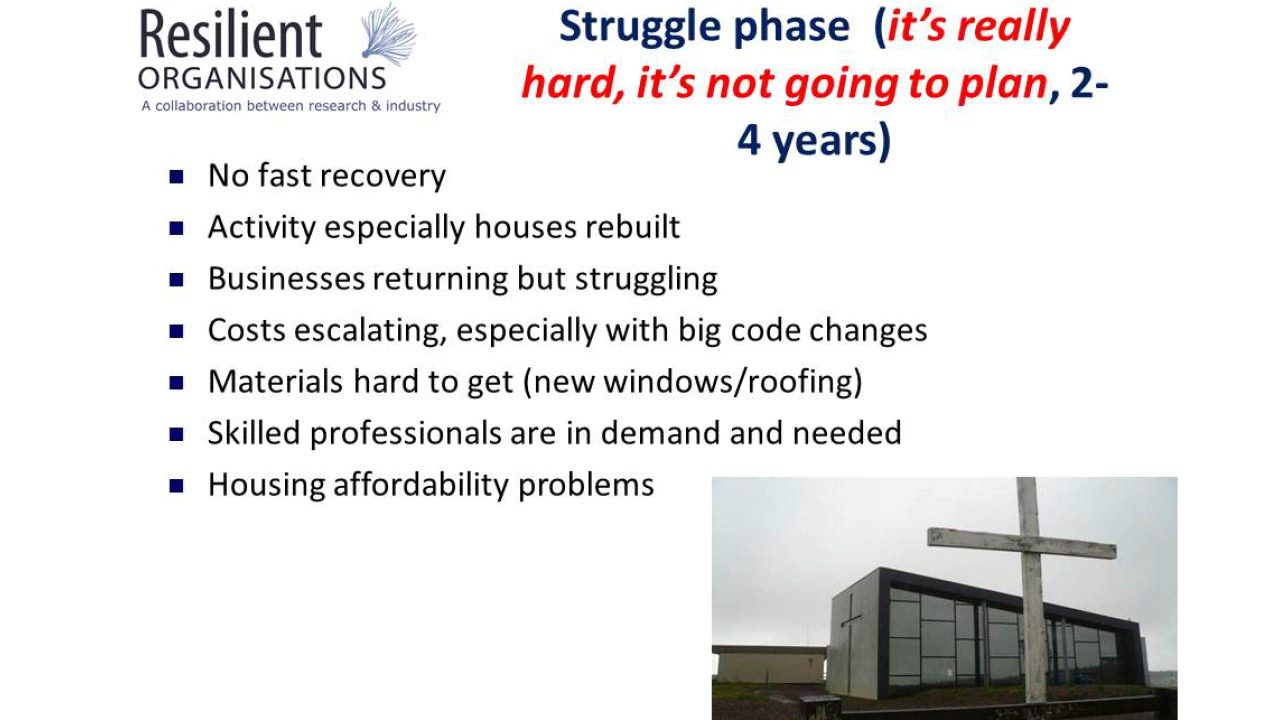 Resilient
ORGANISATIONS
A collaboration between research & industry
Struggle phase (it’s really
hard, it’s not going to plan, 2-
4 years)
No fast recovery
Activity especially houses rebuilt
Businesses returning but struggling
Costs escalating, especially with big code changes
Materials hard to get (new windows/roofing)
Skilled professionals are in demand and needed
Housing affordability problems